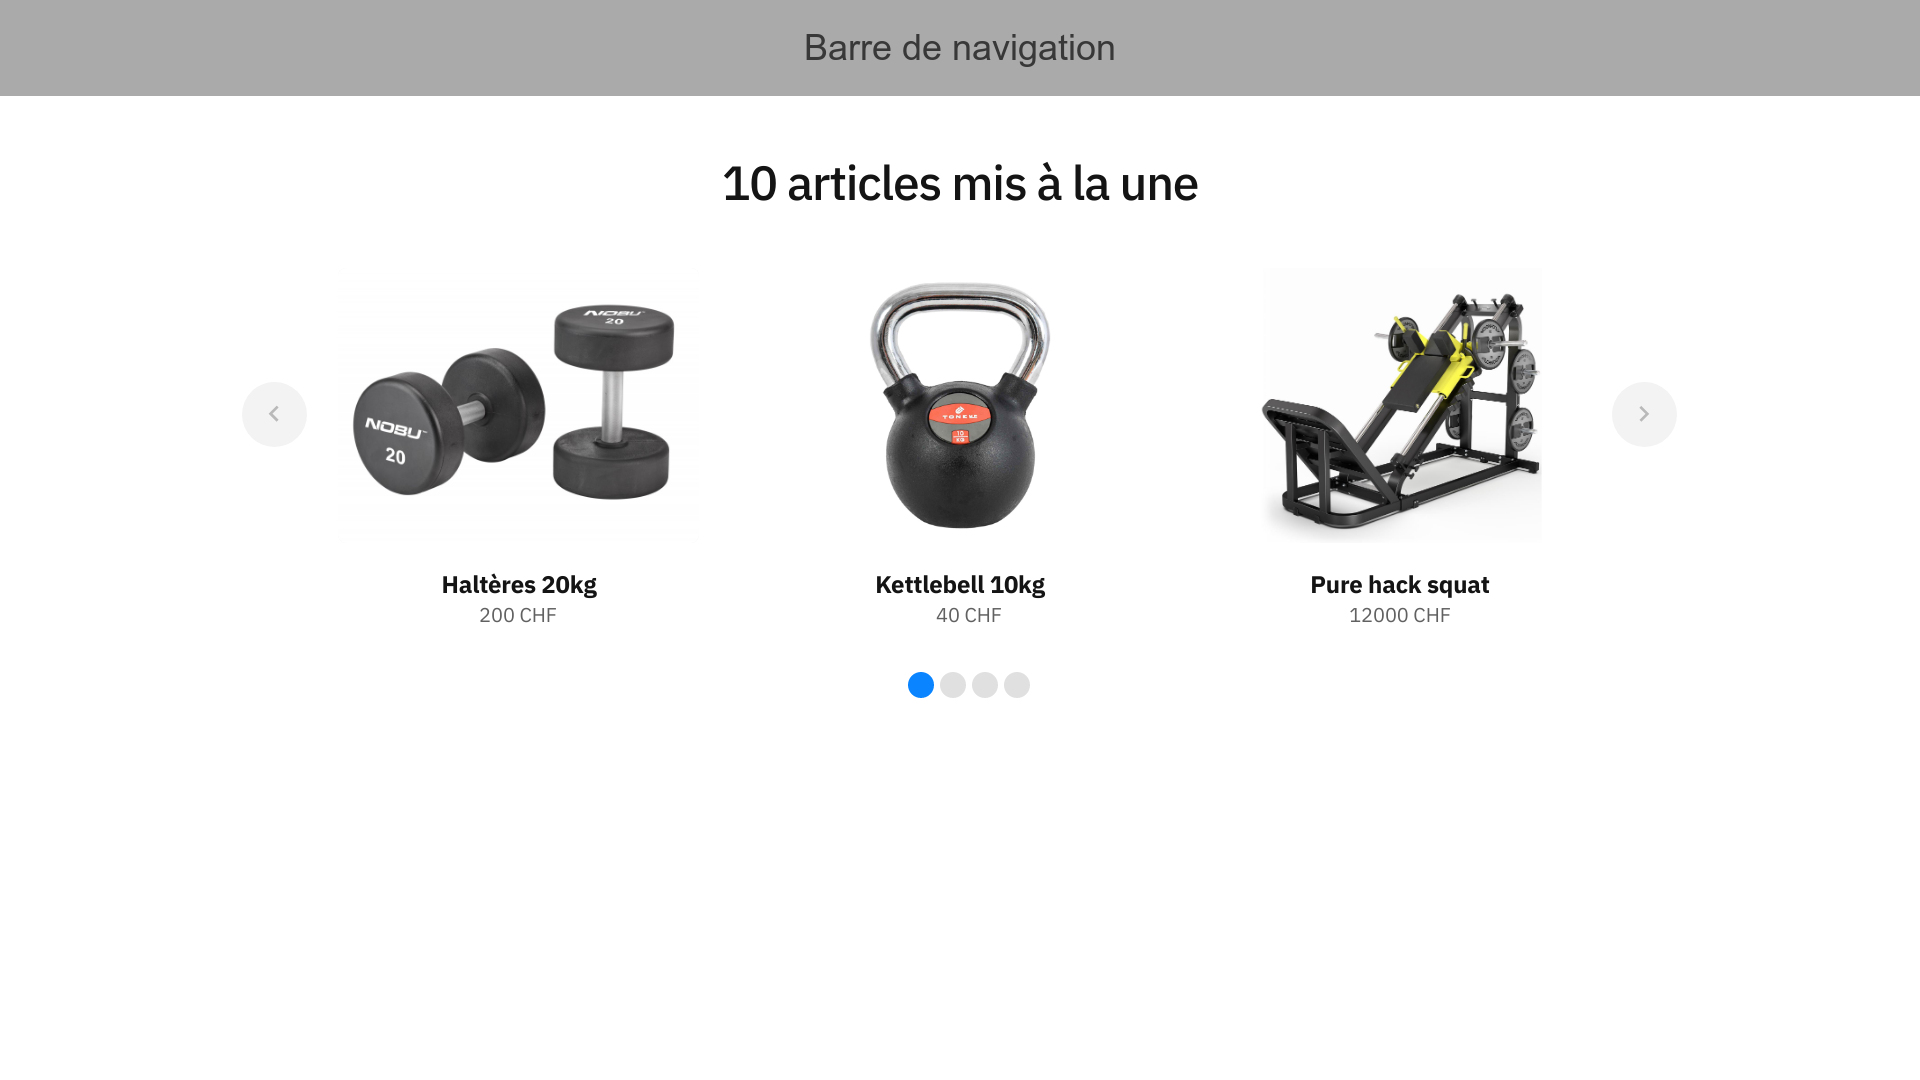 Barre de navigation
10 articles mis à la une
NOBU
20
NOBU
20
10
KG
Haltères 20kg
Kettlebell 10kg
Pure hack squat
200 CHF
40 CHF
12000 CHF